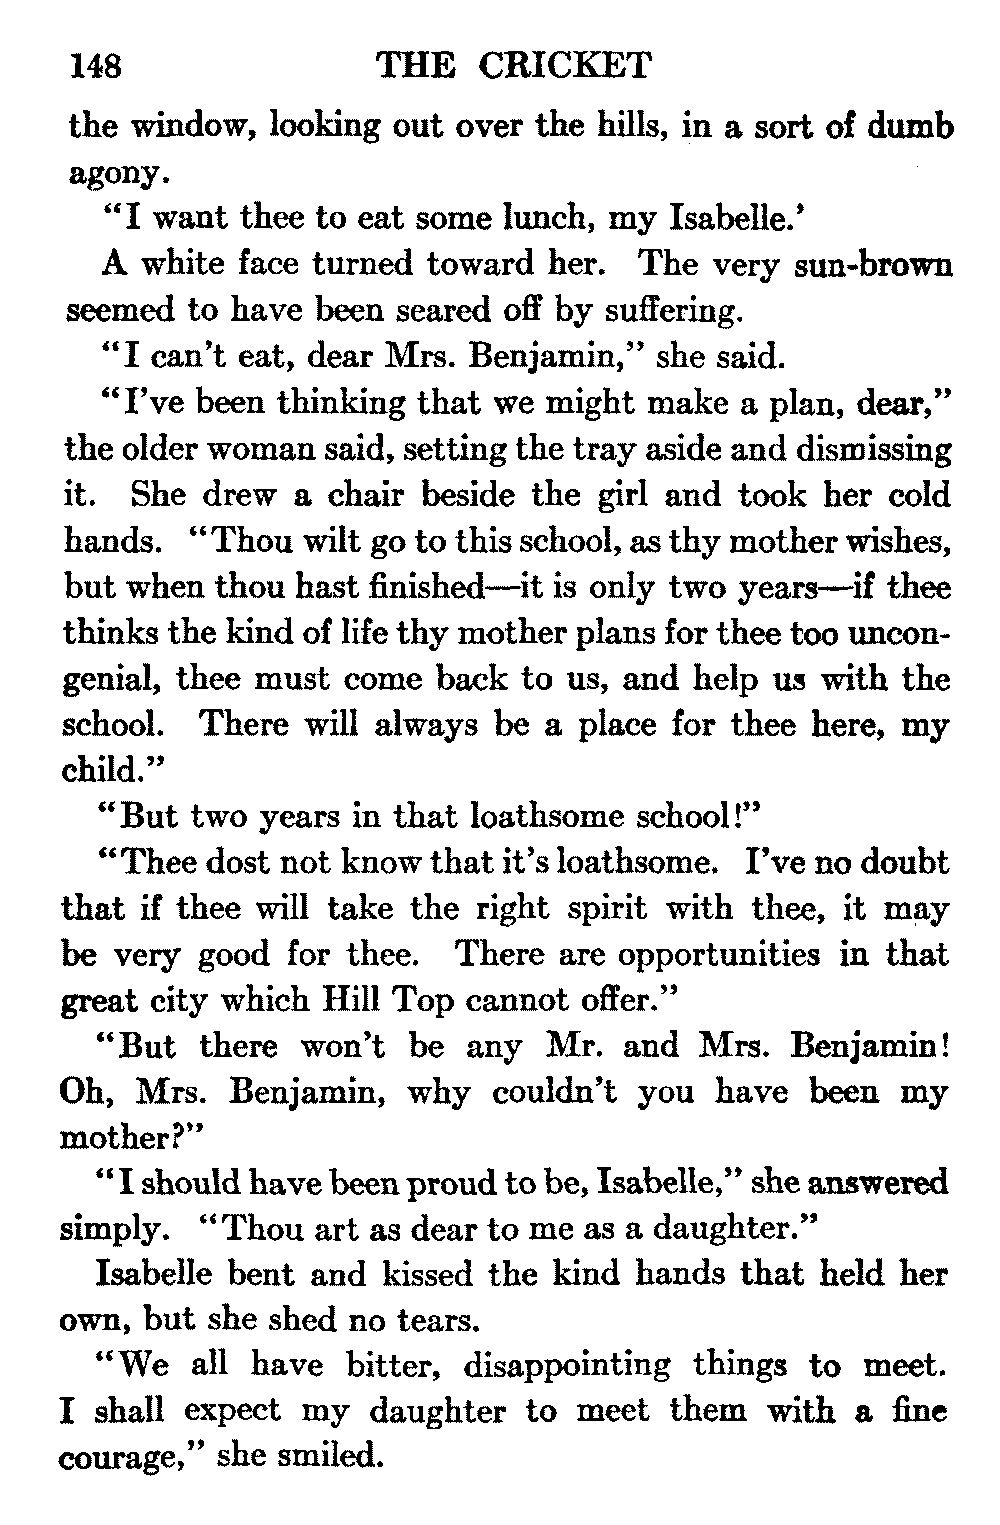 148 THE CRICKET
the window, looking out over the hills, in a sort of dumb
agony.
“I want thee to eat some lunch, my Isabelle.’
A white face turned toward her. The very sun-brown
seemed to have been seared off by suffering.
“I can’t eat, dear Mrs. Benjamin,” she said.
“I’ve been thinking that we might make a plan, dear,”
the older woman said, setting the tray aside and dismissing
it. She drew a chair beside the girl and took her cold
hands. “Thou wilt go to this school, as thy mother wishes,
but when thou hast finished—it is only two years—if thee
thinks the kind of life thy mother plans for thee too uncon-
genial, thee must come back to us, and help us with the
school. There will always be a place for thee here, my
child.”
“But two years in that loathsome school!”
“Thee dost not know that it’s loathsome. I’ve no doubt
that if thee will take the right spirit with thee, it may
be very good for thee. There are opportunities in that
great city which Hill Top cannot offer.”
“But there won’t be any Mr. and Mrs. Benjamin!
Oh, Mrs. Benjamin, why couldn’t you have been my
mother?”
“I should have been proud to be, Isabelle,” she answered
simply. “Thou art as dear to me as a daughter.”
Isabelle bent and kissed the kind hands that held her
own, but she shed no tears.
“We all have bitter, disappointing things to meet.
I shall expect my daughter to meet them with a fine
courage,” she smiled.